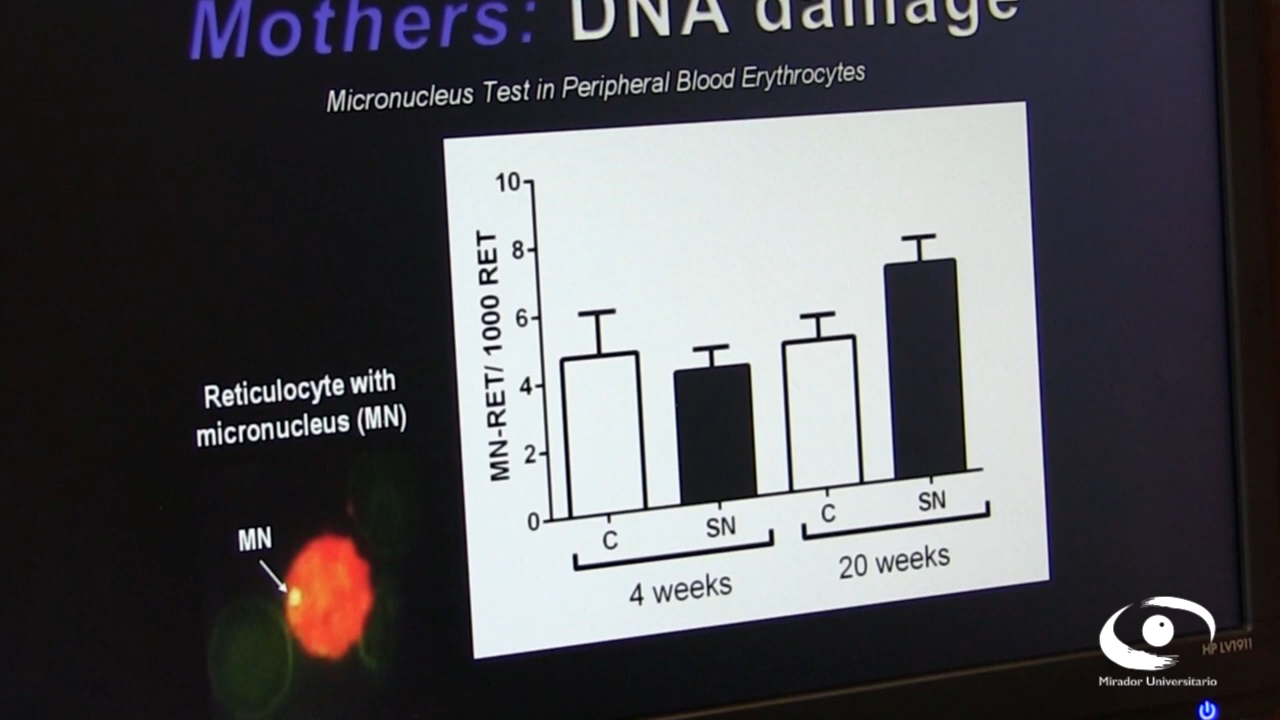 Mothers: DNA damage
Micronucleus Test in Peripheral Blood Erythrocytes
10
8
6
4
2
0
MN-RET/ 1000 RET
C
SN
C
SN
4 weeks
20 weeks
Reticulocyte with
micronucleus (MN)
MN
HP LV1911
Mirador Universitario